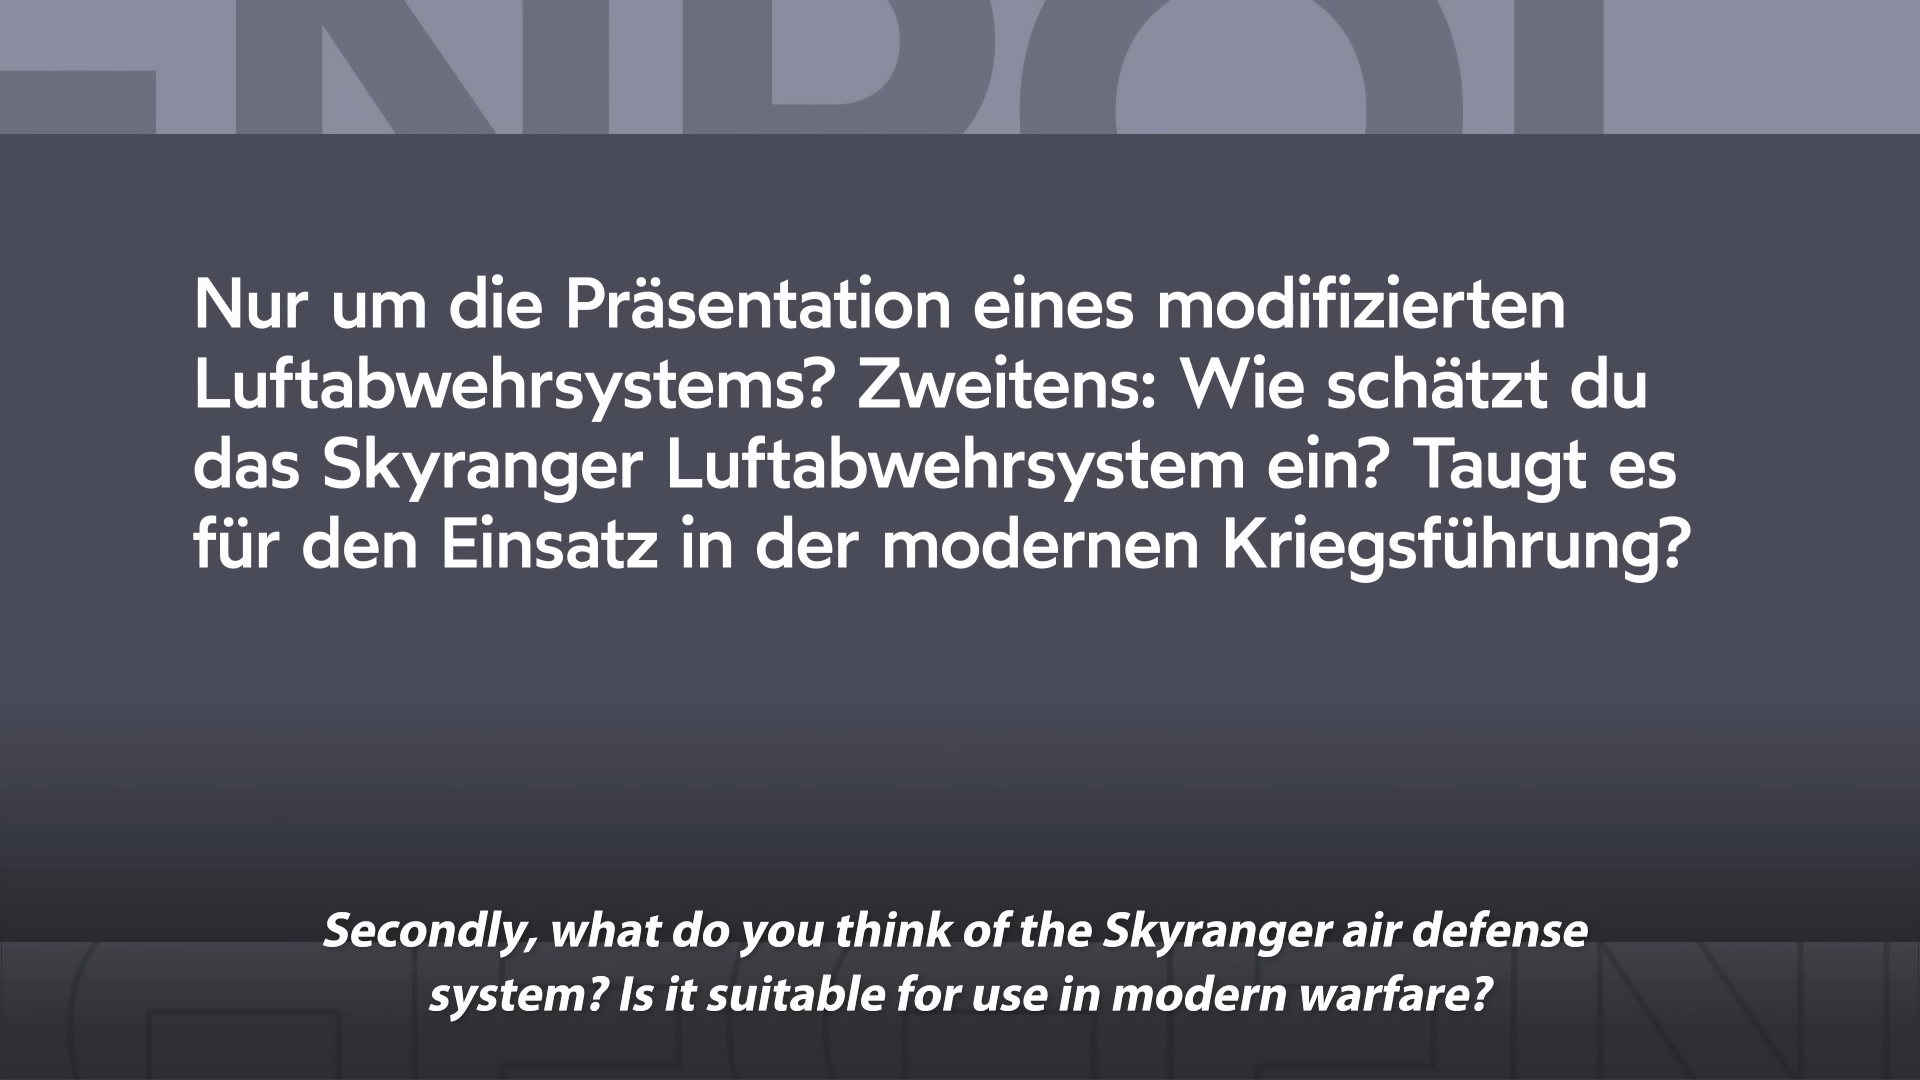 Nur um die Präsentation eines modifizierten
Luftabwehrsystems? Zweitens: Wie schätzt du
das Skyranger Luftabwehrsystem ein? Taugt es
für den Einsatz in der modernen Kriegsführung?
Secondly, what do you think of the Skyranger air defense
system? Is it suitable for use in modern warfare?